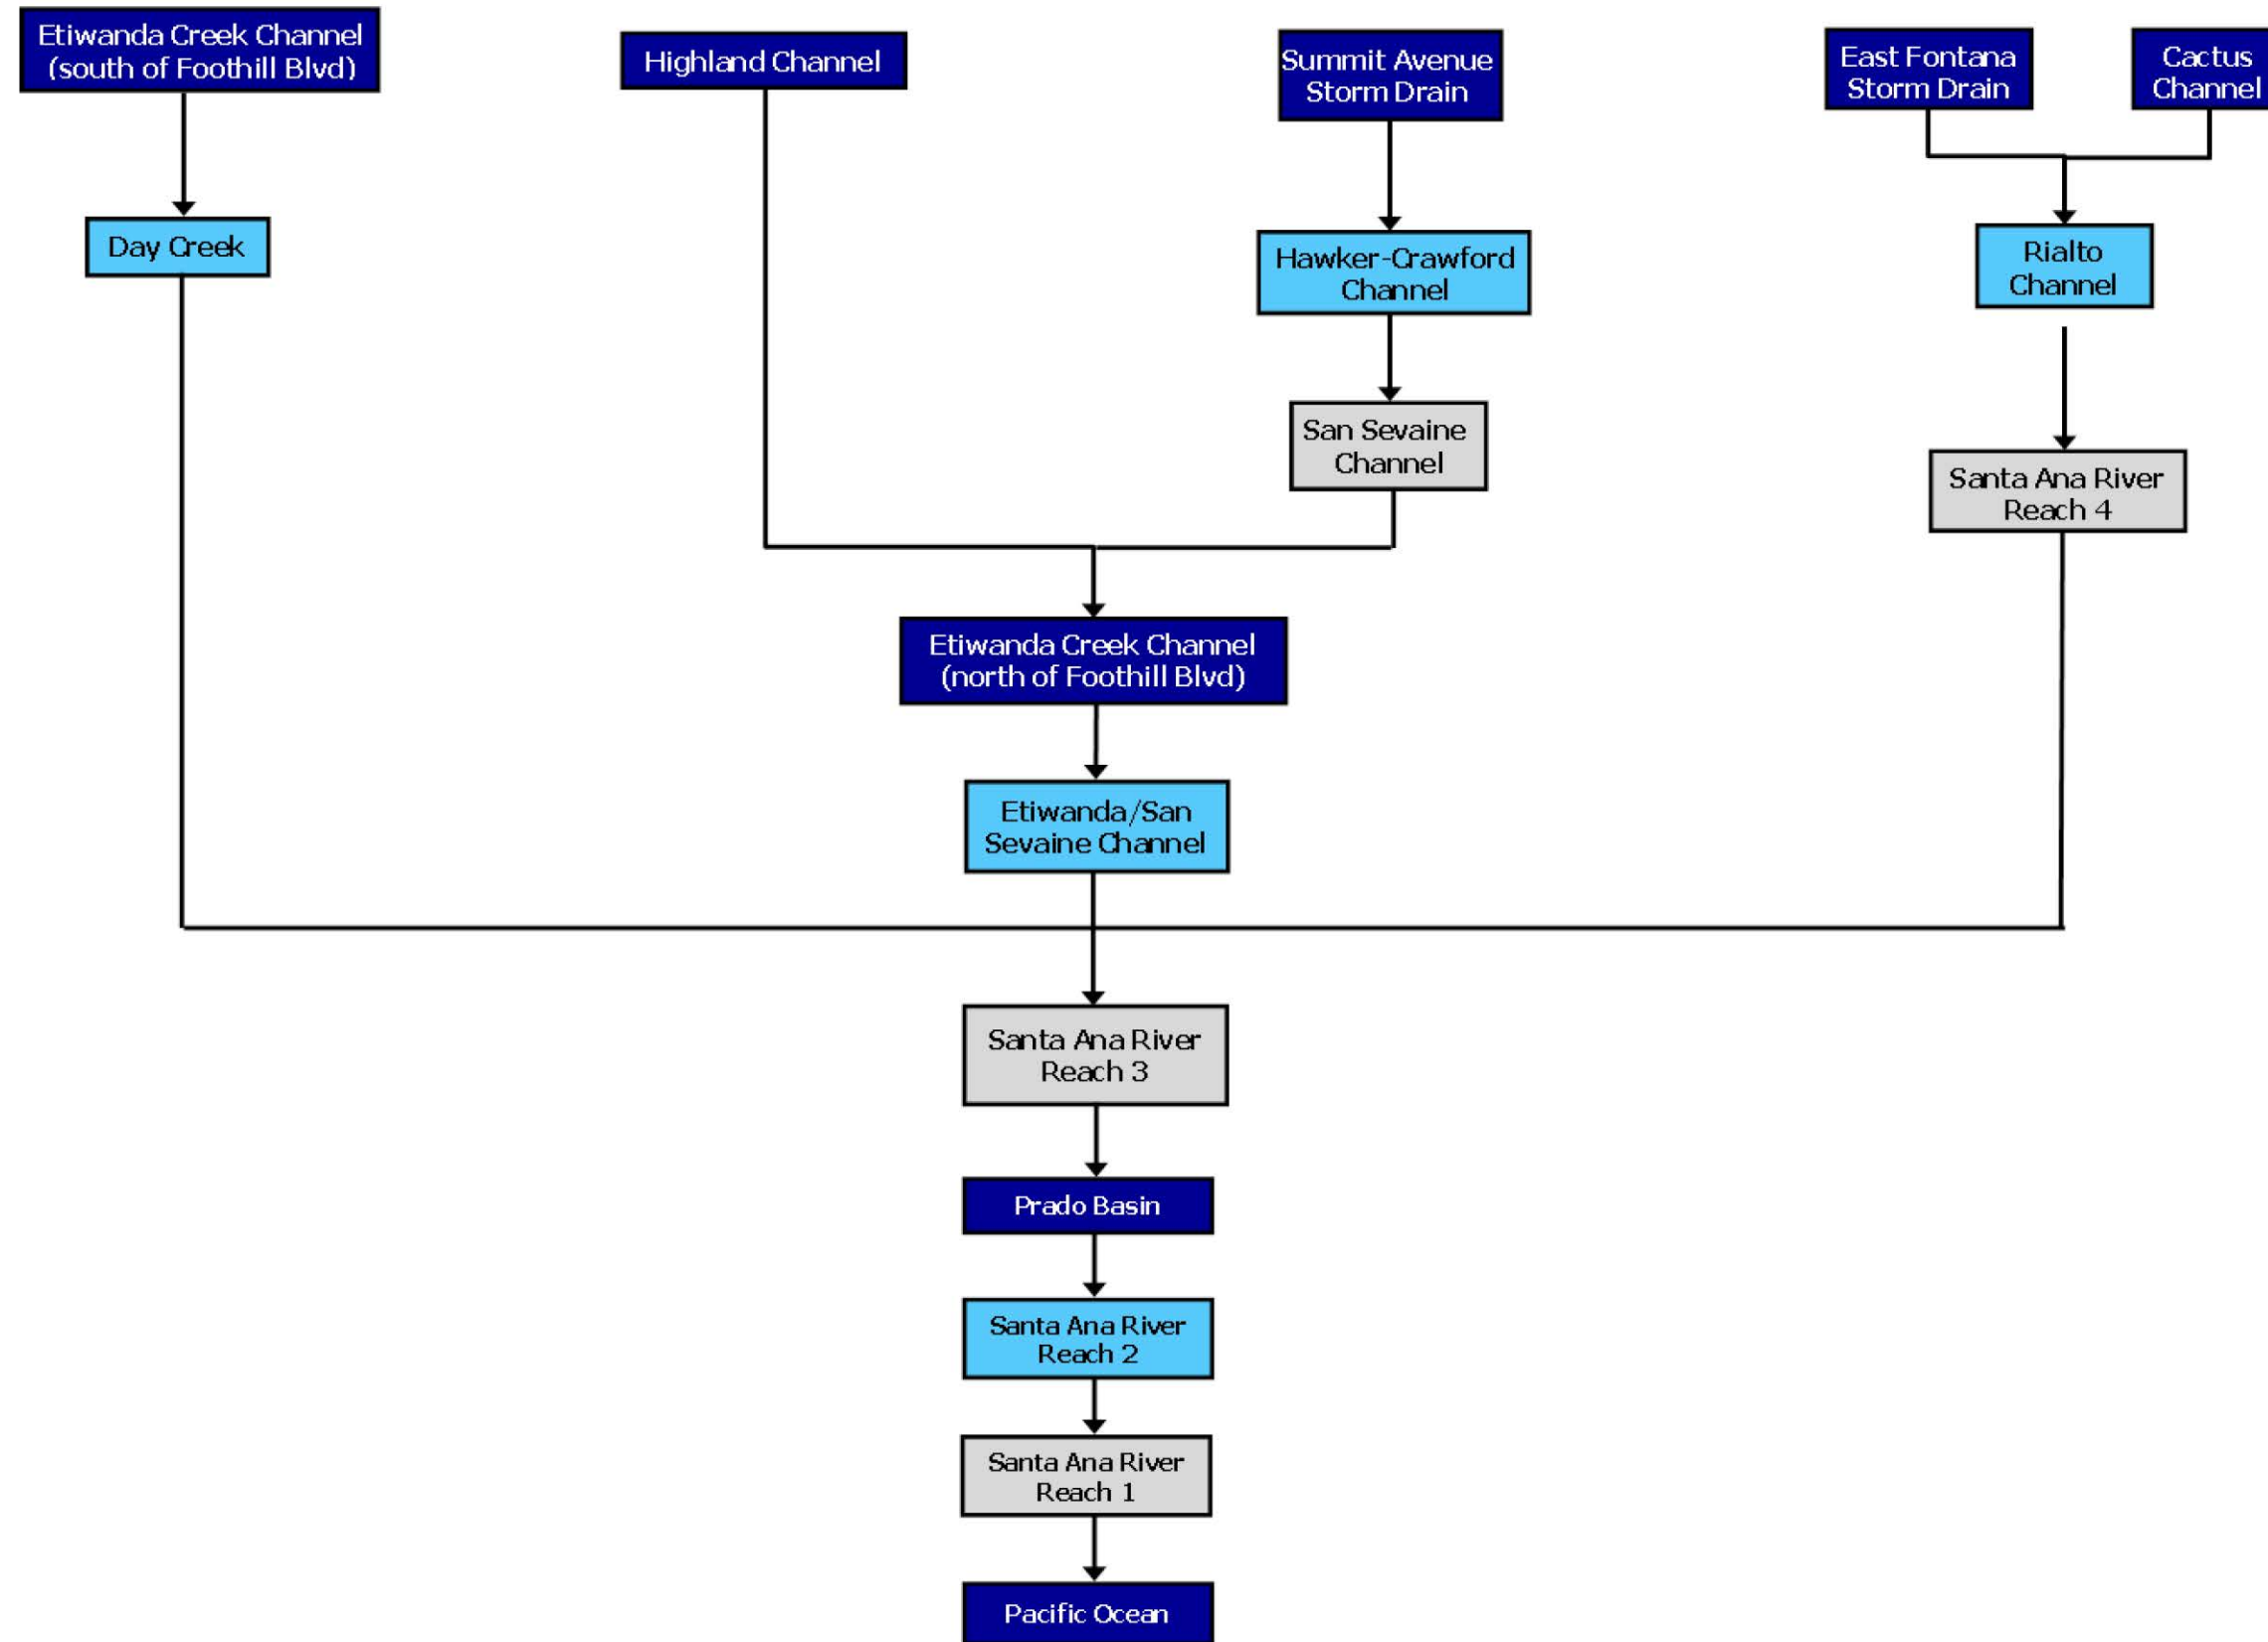 Etiwanda Creek Channel
(south of Foothill Blvd)
Highland Channel
Summit Avenue
Storm Drain
East Fontana
Storm Drain
Cactus
Channel
Day Creek
Hawker-Crawford
Channel
Rialto
Channel
San Sevaine
Channel
Santa Ana River
Reach 4
Etiwanda Creek Channel
(north of Foothill Blvd)
Etiwanda/San
Sevaine Channel
Santa Ana River
Reach 3
Prado Basin
Santa Ana River
Reach 2
Santa Ana River
Reach 1
Pacific Ocean